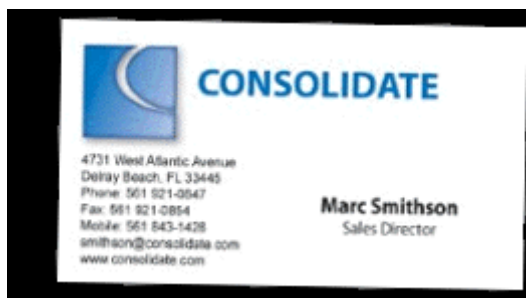 CONSOLIDATE
4731 West Atlantic Avenue
Delray Beach, FL 33445
Phone: 561 921-0847
Fax: 561 921-0854
Mobile: 561 843-1428
smithson@consolidate.com
www.consolidate.com
Marc Smithson
Sales Director